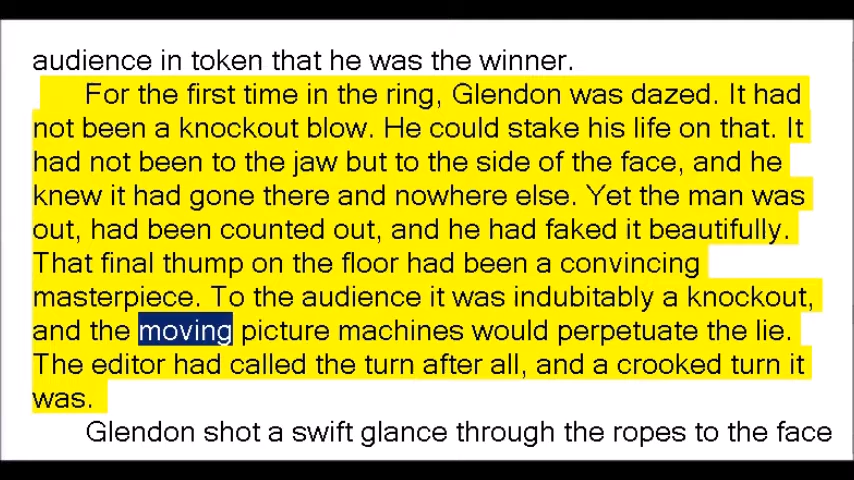 audience in token that he was the winner.
For the first time in the ring, Glendon was dazed. It had
not been a knockout blow. He could stake his life on that. It
had not been to the jaw but to the side of the face, and he
knew it had gone there and nowhere else. Yet the man was
out, had been counted out, and he had faked it beautifully.
That final thump on the floor had been a convincing
masterpiece. To the audience it was indubitably a knockout,
and the moving picture machines would perpetuate the lie.
The editor had called the turn after all, and a crooked turn it
was.
Glendon shot a swift glance through the ropes to the face